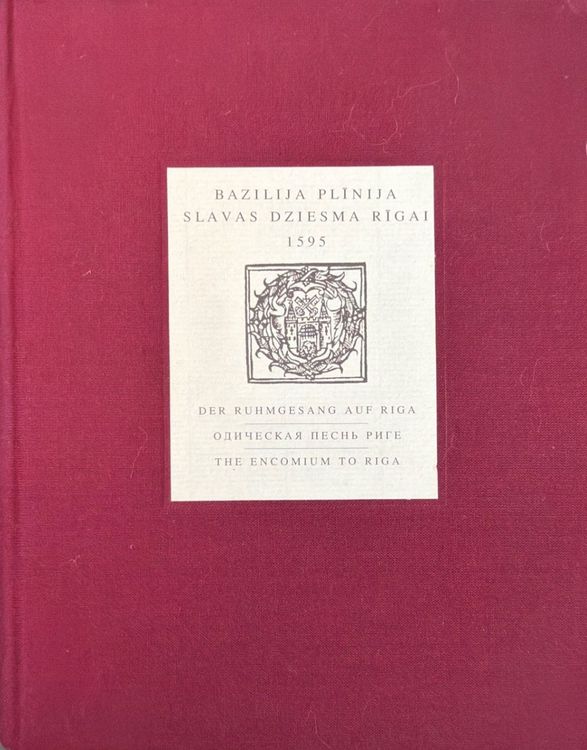 BAZILIJA PLĪNIJA
SLAVAS DZIESMA RĪGAI
1595
DER RUHMGESANG AUF RIGA
ОДИЧЕСКАЯ ПЕСНЬ РИГЕ
THE ENCOMIUM TO RIGA